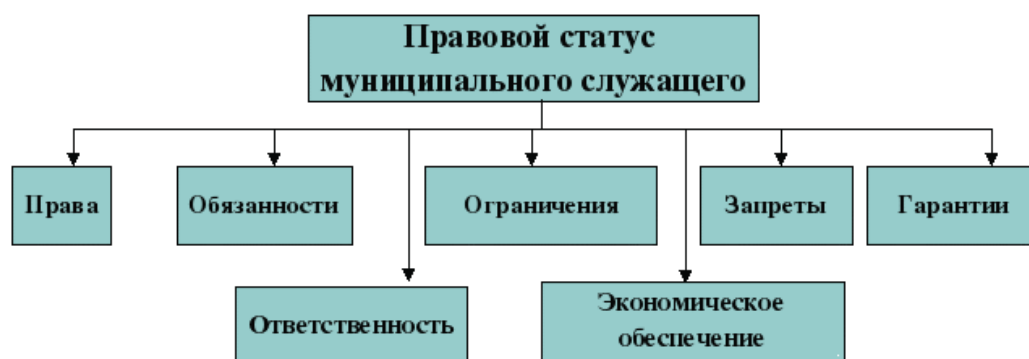 Правовой статус
муниципального служащего
Права
Обязанности
Ограничения
Запреты
Гарантии
Ответственность
Экономическое
обеспечение